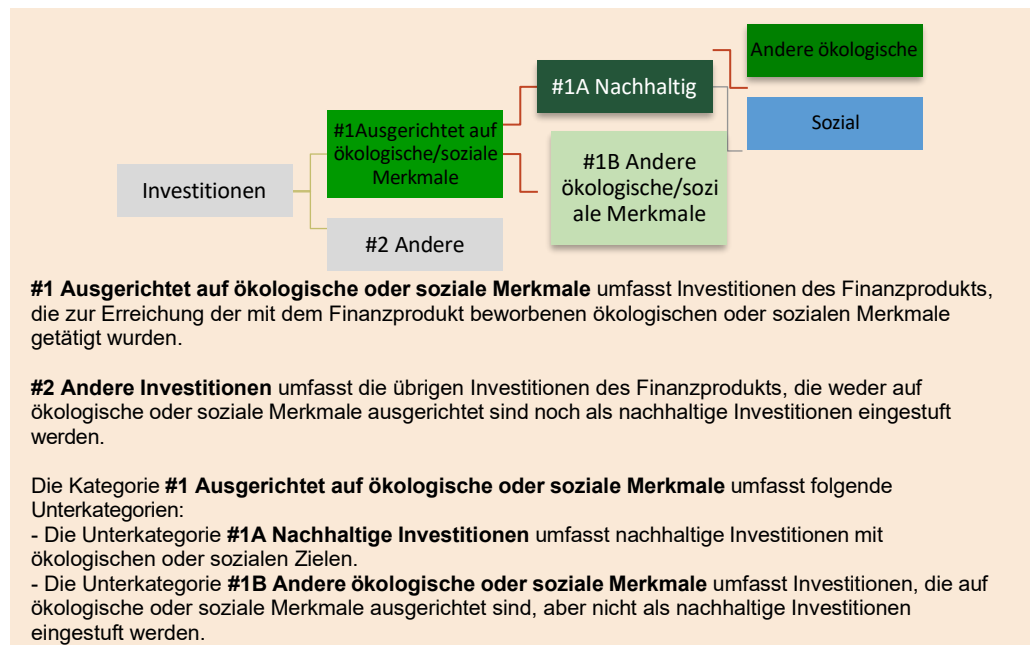 Andere ökologische
#1A Nachhaltig
Sozial
#1Ausgerichtet auf
ökologische/soziale
Merkmale
#1B Andere
ökologische/sozi
ale Merkmale
Investitionen
#2 Andere
#1 Ausgerichtet auf ökologische oder soziale Merkmale umfasst Investitionen des Finanzprodukts,
die zur Erreichung der mit dem Finanzprodukt beworbenen ökologischen oder sozialen Merkmale
getätigt wurden.
#2 Andere Investitionen umfasst die übrigen Investitionen des Finanzprodukts, die weder auf
ökologische oder soziale Merkmale ausgerichtet sind noch als nachhaltige Investitionen eingestuft
werden.
Die Kategorie #1 Ausgerichtet auf ökologische oder soziale Merkmale umfasst folgende
Unterkategorien:
- Die Unterkategorie #1A Nachhaltige Investitionen umfasst nachhaltige Investitionen mit
ökologischen oder sozialen Zielen.
- Die Unterkategorie #1B Andere ökologische oder soziale Merkmale umfasst Investitionen, die auf
ökologische oder soziale Merkmale ausgerichtet sind, aber nicht als nachhaltige Investitionen
eingestuft werden.